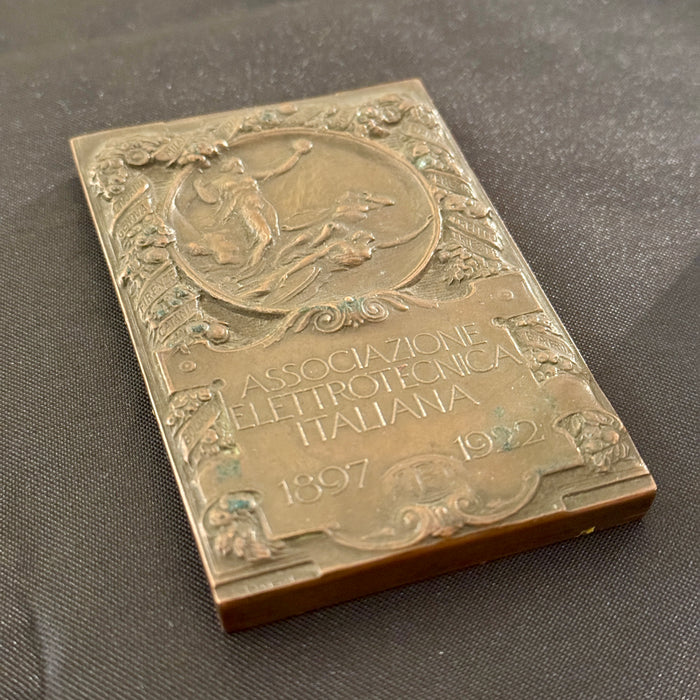 ASSOCIAZIONE
ELETTROTECNICA
ITALIANA
1897 1922